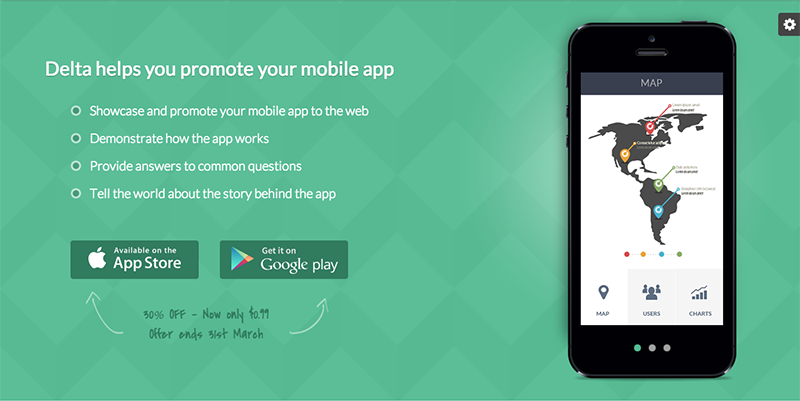 Delta helps you promote your mobile app
Showcase and promote your mobile app to the web
Demonstrate how the app works
Provide answers to common questions
Tell the world about the story behind the app
Available on the
App Store
Get it on
Google play
30% OFF - Now only $0.99
Offer ends 31st March
MAP
MAP
USERS
CHARTS